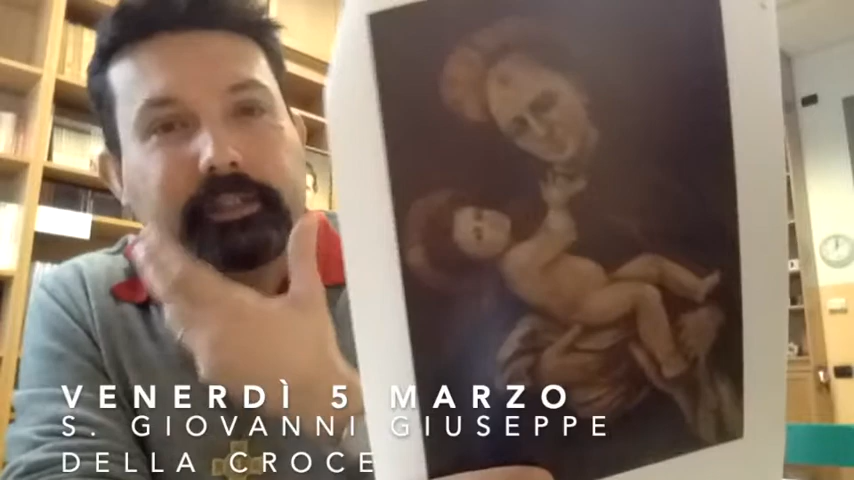 VENERDÌ 5 MARZO
S. GIOVANNI GIUSEPPE
DELLA CROCE